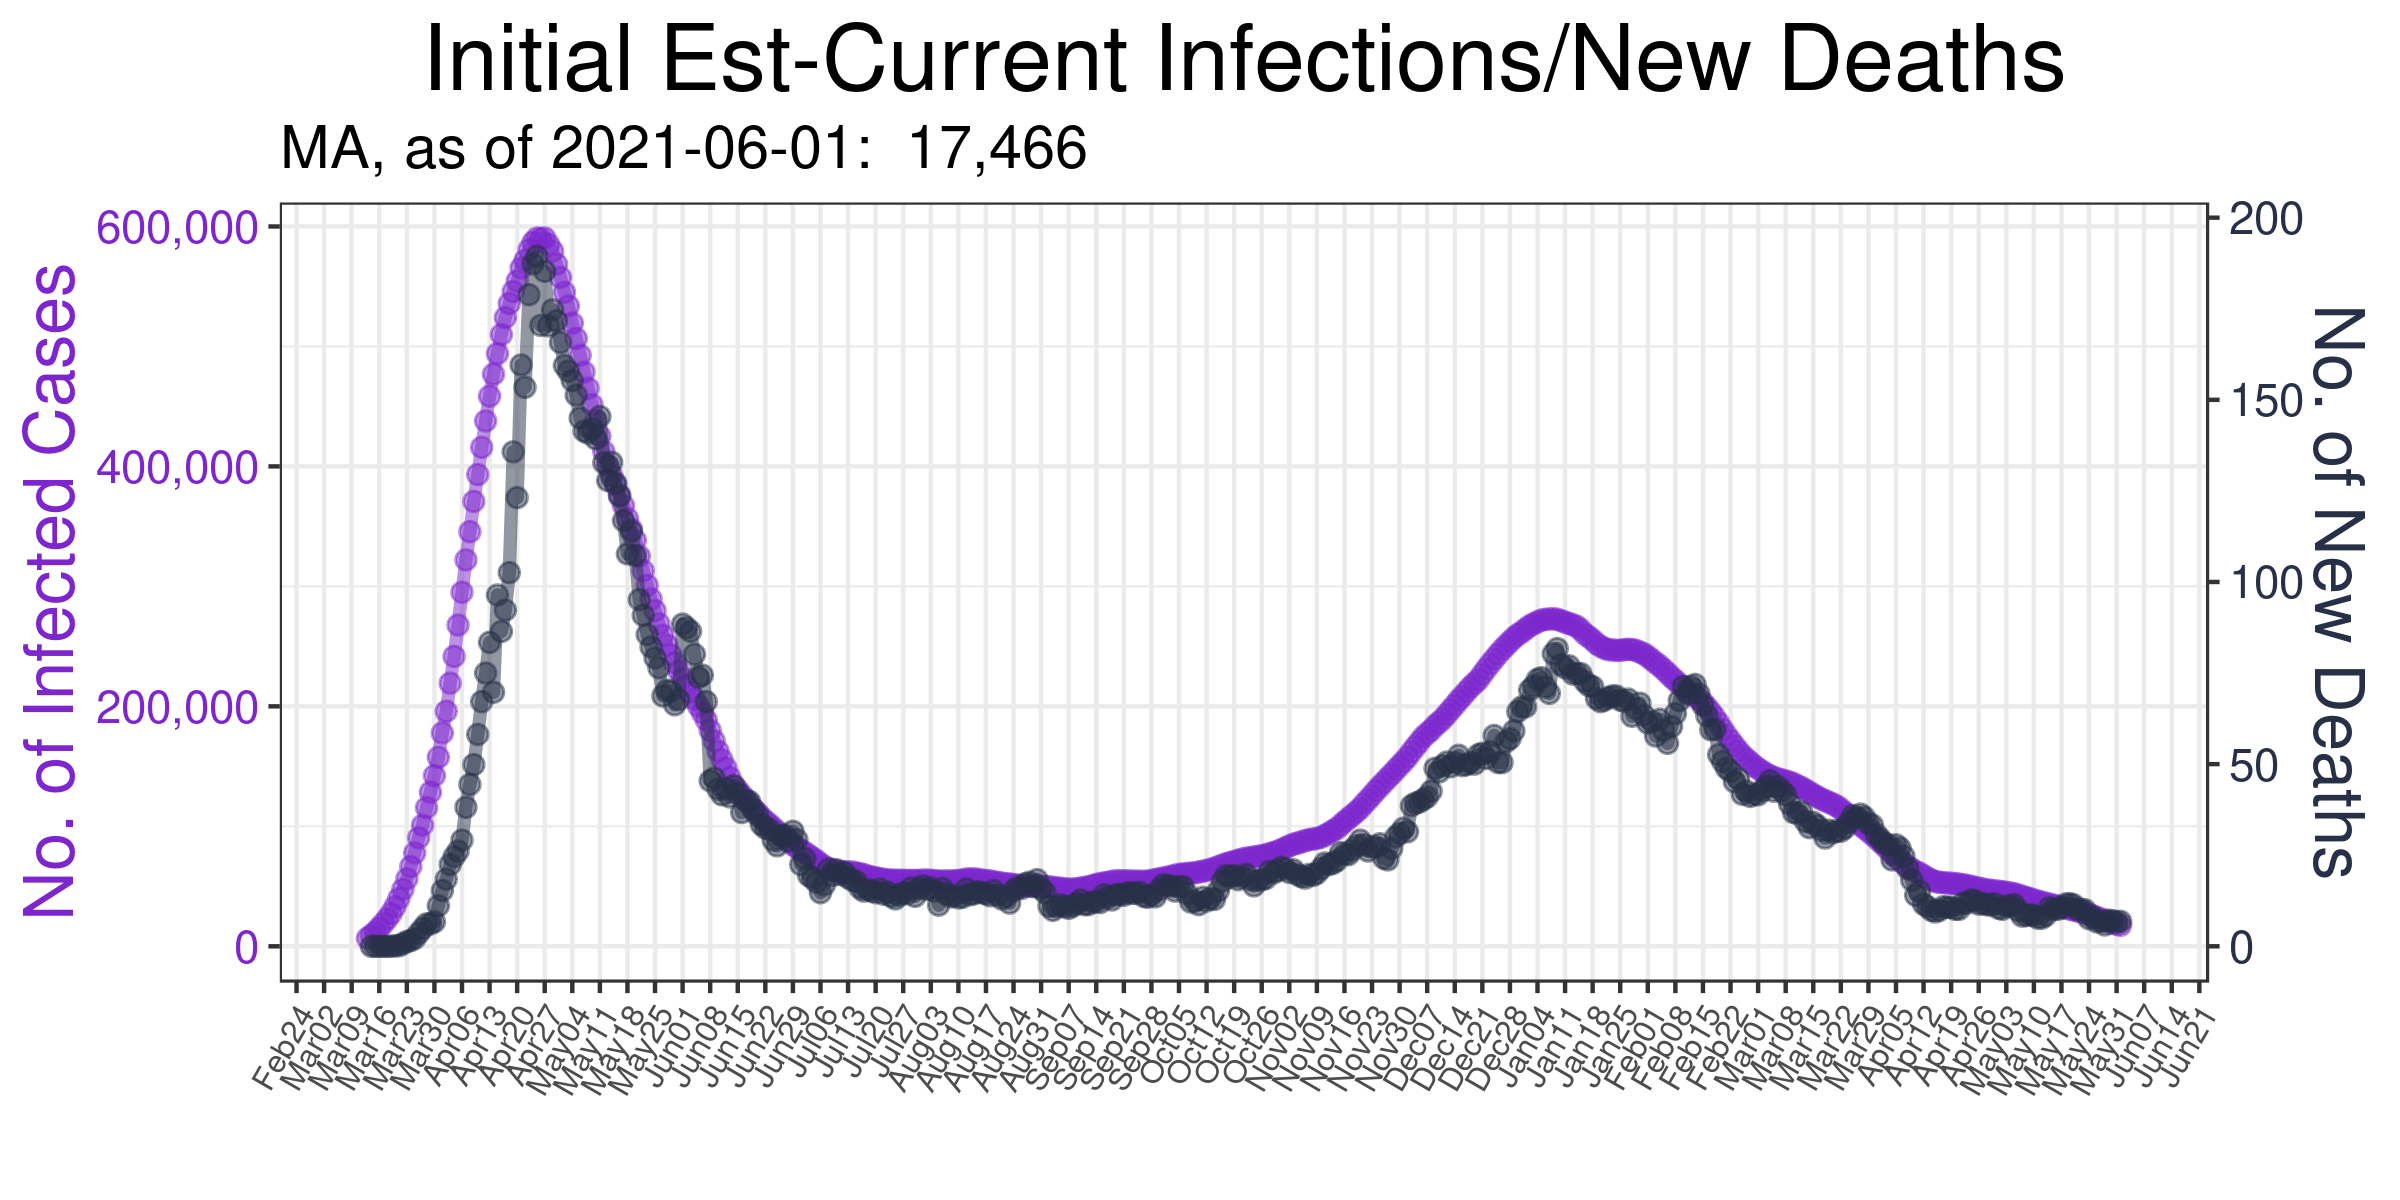 Initial Est-Current Infections/New Deaths
MA, as of 2021-06-01:  17,466
No. of Infected Cases
600,000
400,000
200,000
0
200
150
100
50
0
No. of New Deaths
Feb24
Mar02
Mar09
Mar16
Mar23
Mar30
Apr06
Apr13
Apr20
Apr27
May04
May11
May18
May25
Jun01
Jun08
Jun15
Jun22
Jun29
Jul06
Jul13
Jul20
Jul27
Aug03
Aug10
Aug17
Aug24
Aug31
Sep07
Sep14
Sep21
Sep28
Oct05
Oct12
Oct19
Oct26
Nov02
Nov09
Nov16
Nov23
Nov30
Dec07
Dec14
Dec21
Dec28
Jan04
Jan11
Jan18
Jan25
Feb01
Feb08
Feb15
Feb22
Mar01
Mar08
Mar15
Mar22
Mar29
Apr05
Apr12
Apr19
Apr26
May03
May10
May17
May24
May31
Jun07
Jun14
Jun21